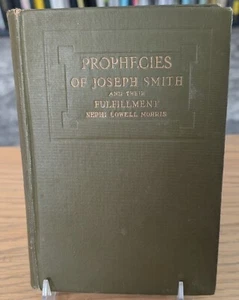 PROPHECIES
OF JOSEPH SMITH
AND THEIR
FULFILLMENT
NEPHI LOWELL MORRIS